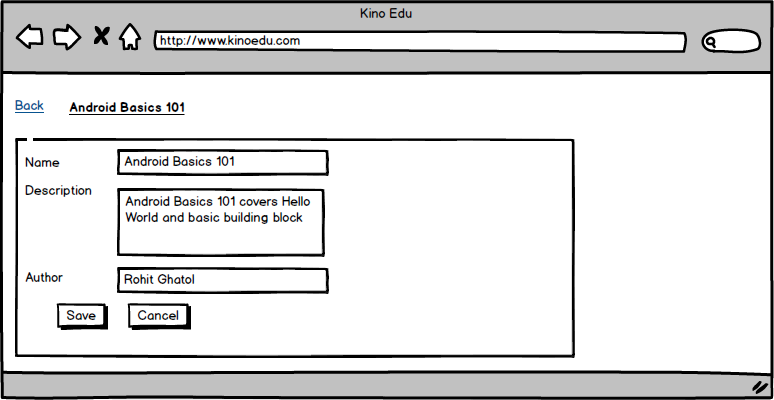 Kino Edu
http://www.kinoedu.com
Back Android Basics 101
Name Android Basics 101
Description Android Basics 101 covers Hello
World and basic building block
Author Rohit Ghatol
Save Cancel